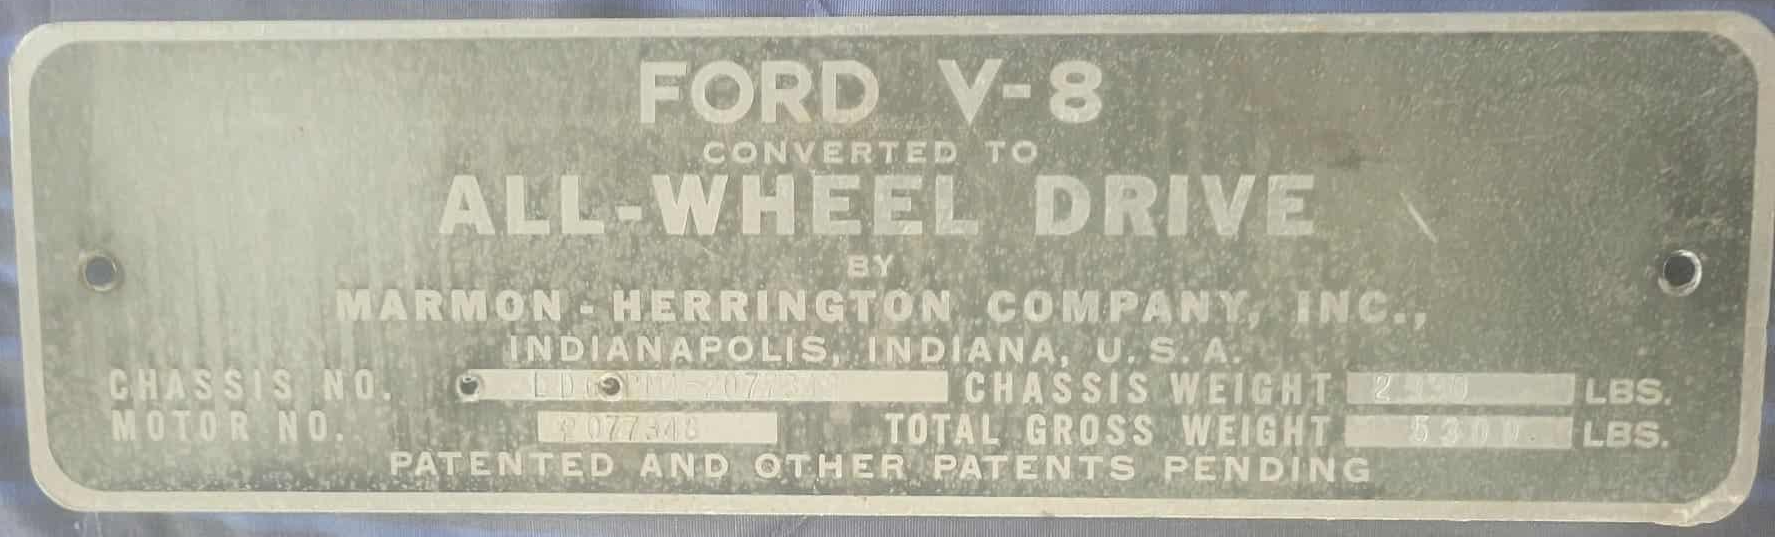 FORD V-8
CONVERTED TO
ALL-WHEEL DRIVE
BY
MARMON-HERRINGTON COMPANY, INC.,
INDIANAPOLIS, INDIANA, U.S.A.
CHASSIS NO. CHASSIS WEIGHT LBS.
MOTOR NO. TOTAL GROSS WEIGHT 5300 LBS.
PATENTED AND OTHER PATENTS PENDING